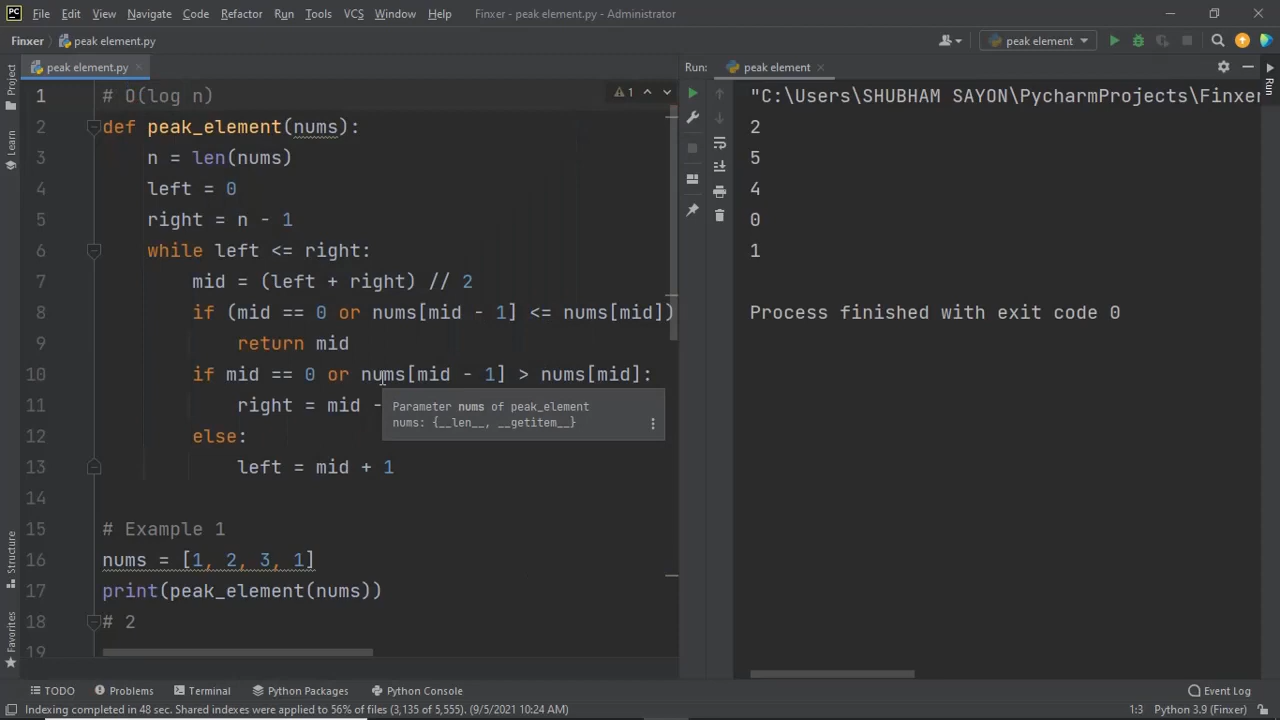 PC File Edit View Navigate Code Refactor Run Tools VCS Window Help Finxer - peak element.py - Administrator
Finxer peak element.py peak element
peak element.py Run: peak element
Project
Learn
Structure
Favorites
Run
1
1 # O(log n)
2 def peak_element(nums):
3 n = len(nums)
4 left = 0
5 right = n - 1
6 while left <= right:
7 mid = (left + right) // 2
8 if (mid == 0 or nums[mid - 1] <= nums[mid])
9 return mid
10 if mid == 0 or nums[mid - 1] > nums[mid]:
11 right = mid -
Parameter nums of peak_element
nums: {__len__, __getitem__}
12 else:
13 left = mid + 1
14
15 # Example 1
16 nums = [1, 2, 3, 1]
17 print(peak_element(nums))
18 # 2
19
"C:\Users\SHUBHAM SAYON\PycharmProjects\Finxer
2
5
4
0
1
Process finished with exit code 0
TODO Problems Terminal Python Packages Python Console Event Log
Indexing completed in 48 sec. Shared indexes were applied to 56% of files (3,135 of 5,555). (9/5/2021 10:24 AM) 3:1 CRLF UTF-8 4 spaces Python 3.9 (Finxer)